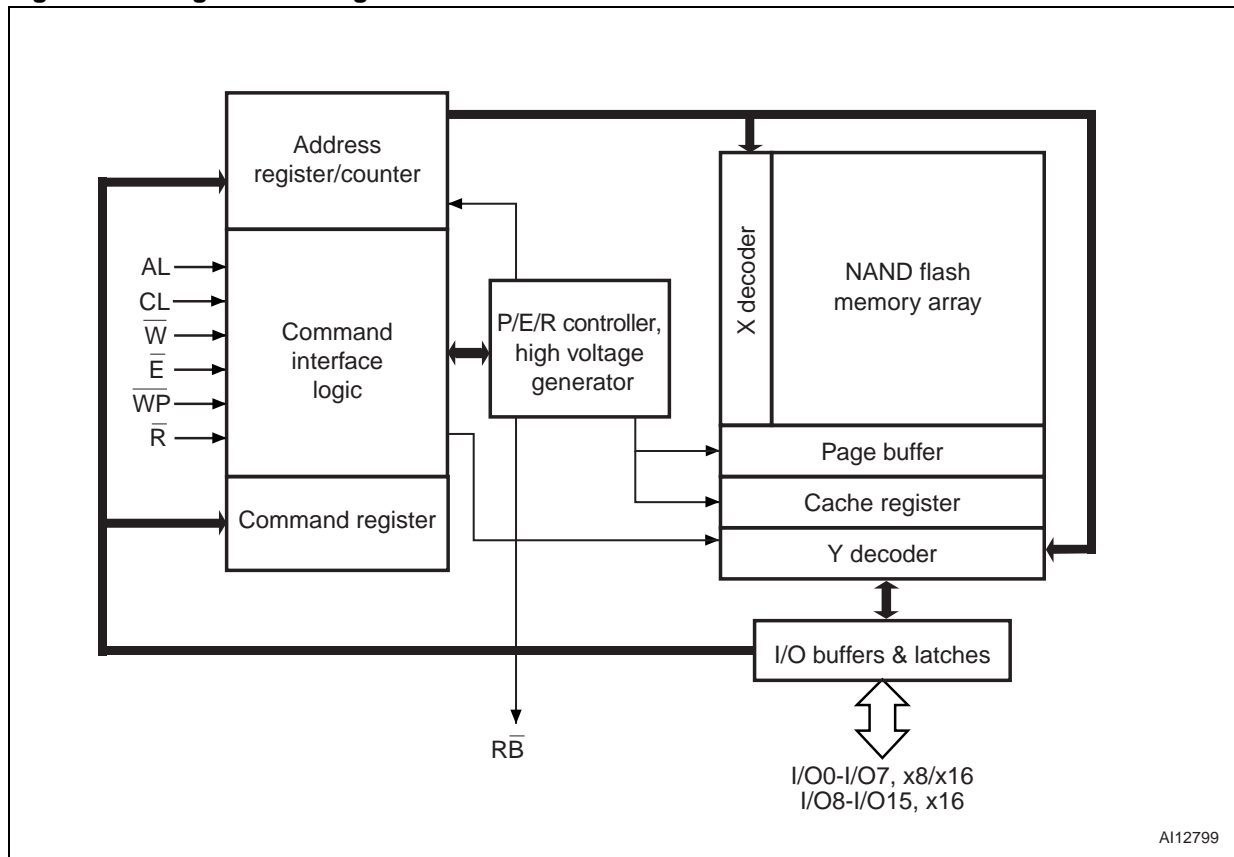 Address
register/counter
AL
CL
W̅
E̅
W̅P̅
R̅
Command
interface
logic
Command register
P/E/R controller,
high voltage
generator
RB̅
X decoder
NAND flash
memory array
Page buffer
Cache register
Y decoder
I/O buffers & latches
I/O0-I/O7, x8/x16
I/O8-I/O15, x16
AI12799